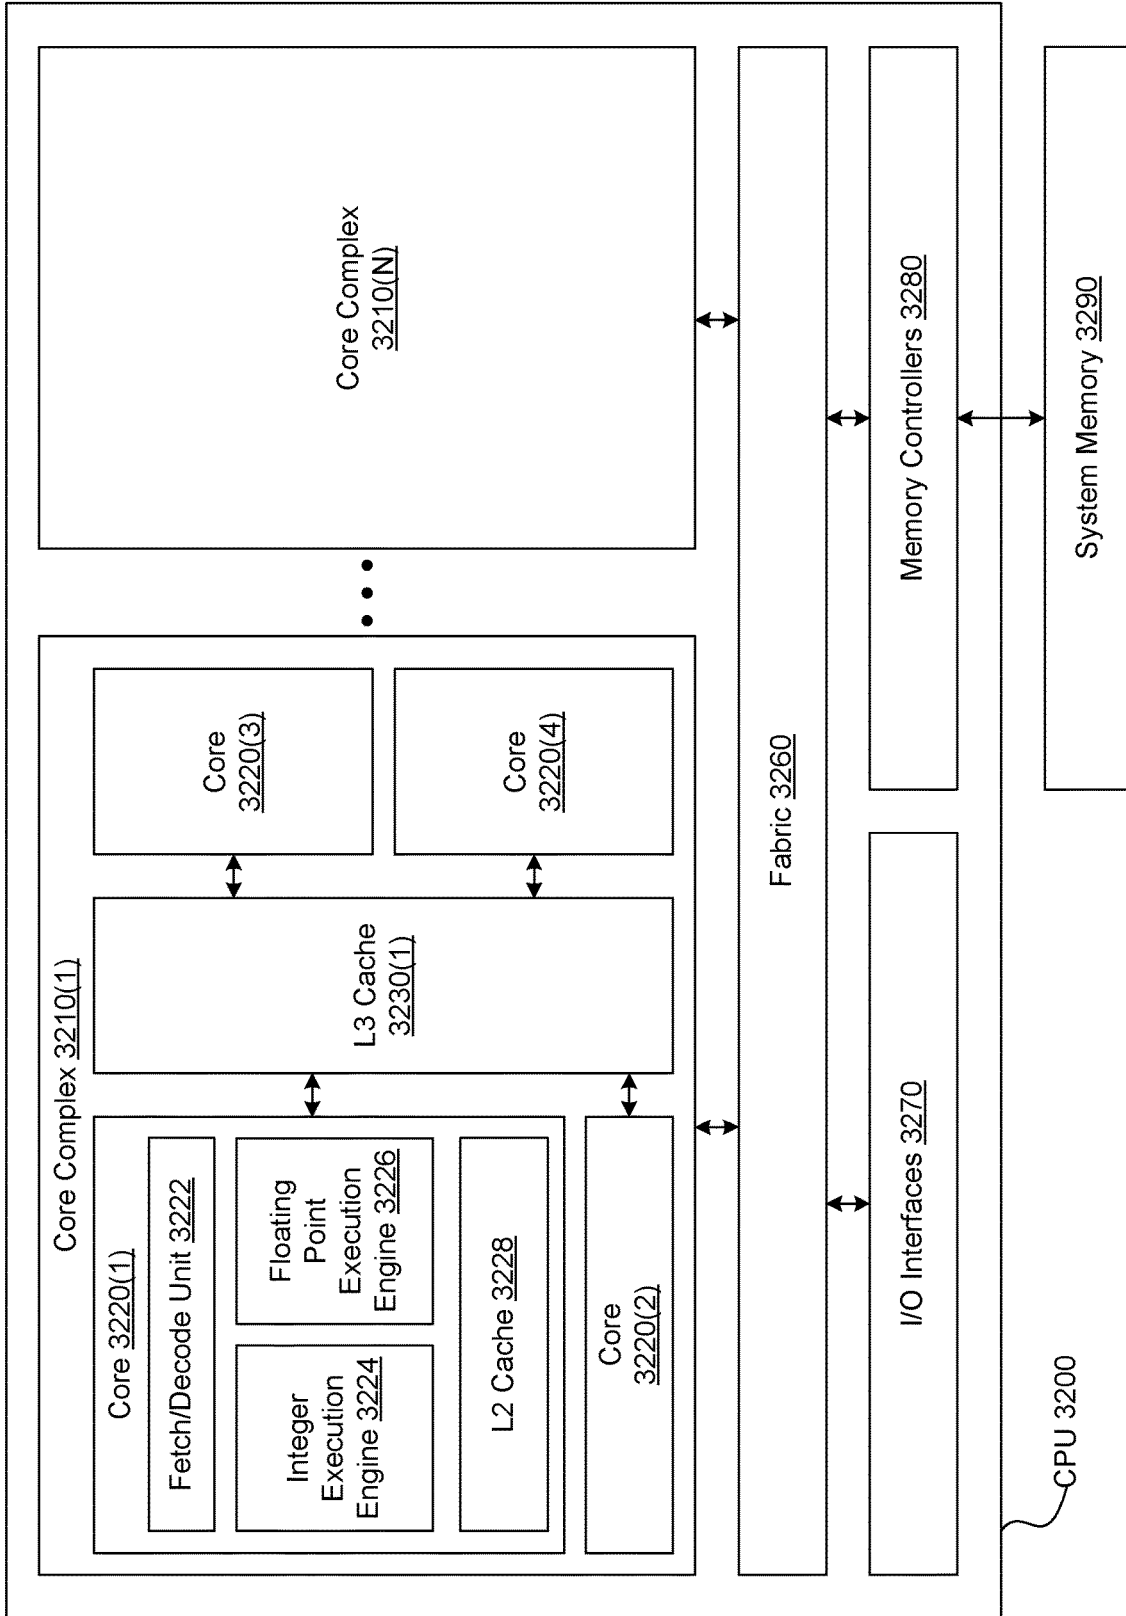 Core Complex 3210(1)
Core 3220(1)
Fetch/Decode Unit 3222
Integer
Execution
Engine 3224
Floating
Point
Execution
Engine 3226
L2 Cache 3228
Core
3220(2)
L3 Cache
3230(1)
Core
3220(3)
Core
3220(4)
Core Complex
3210(N)
Fabric 3260
I/O Interfaces 3270
Memory Controllers 3280
CPU 3200
System Memory 3290